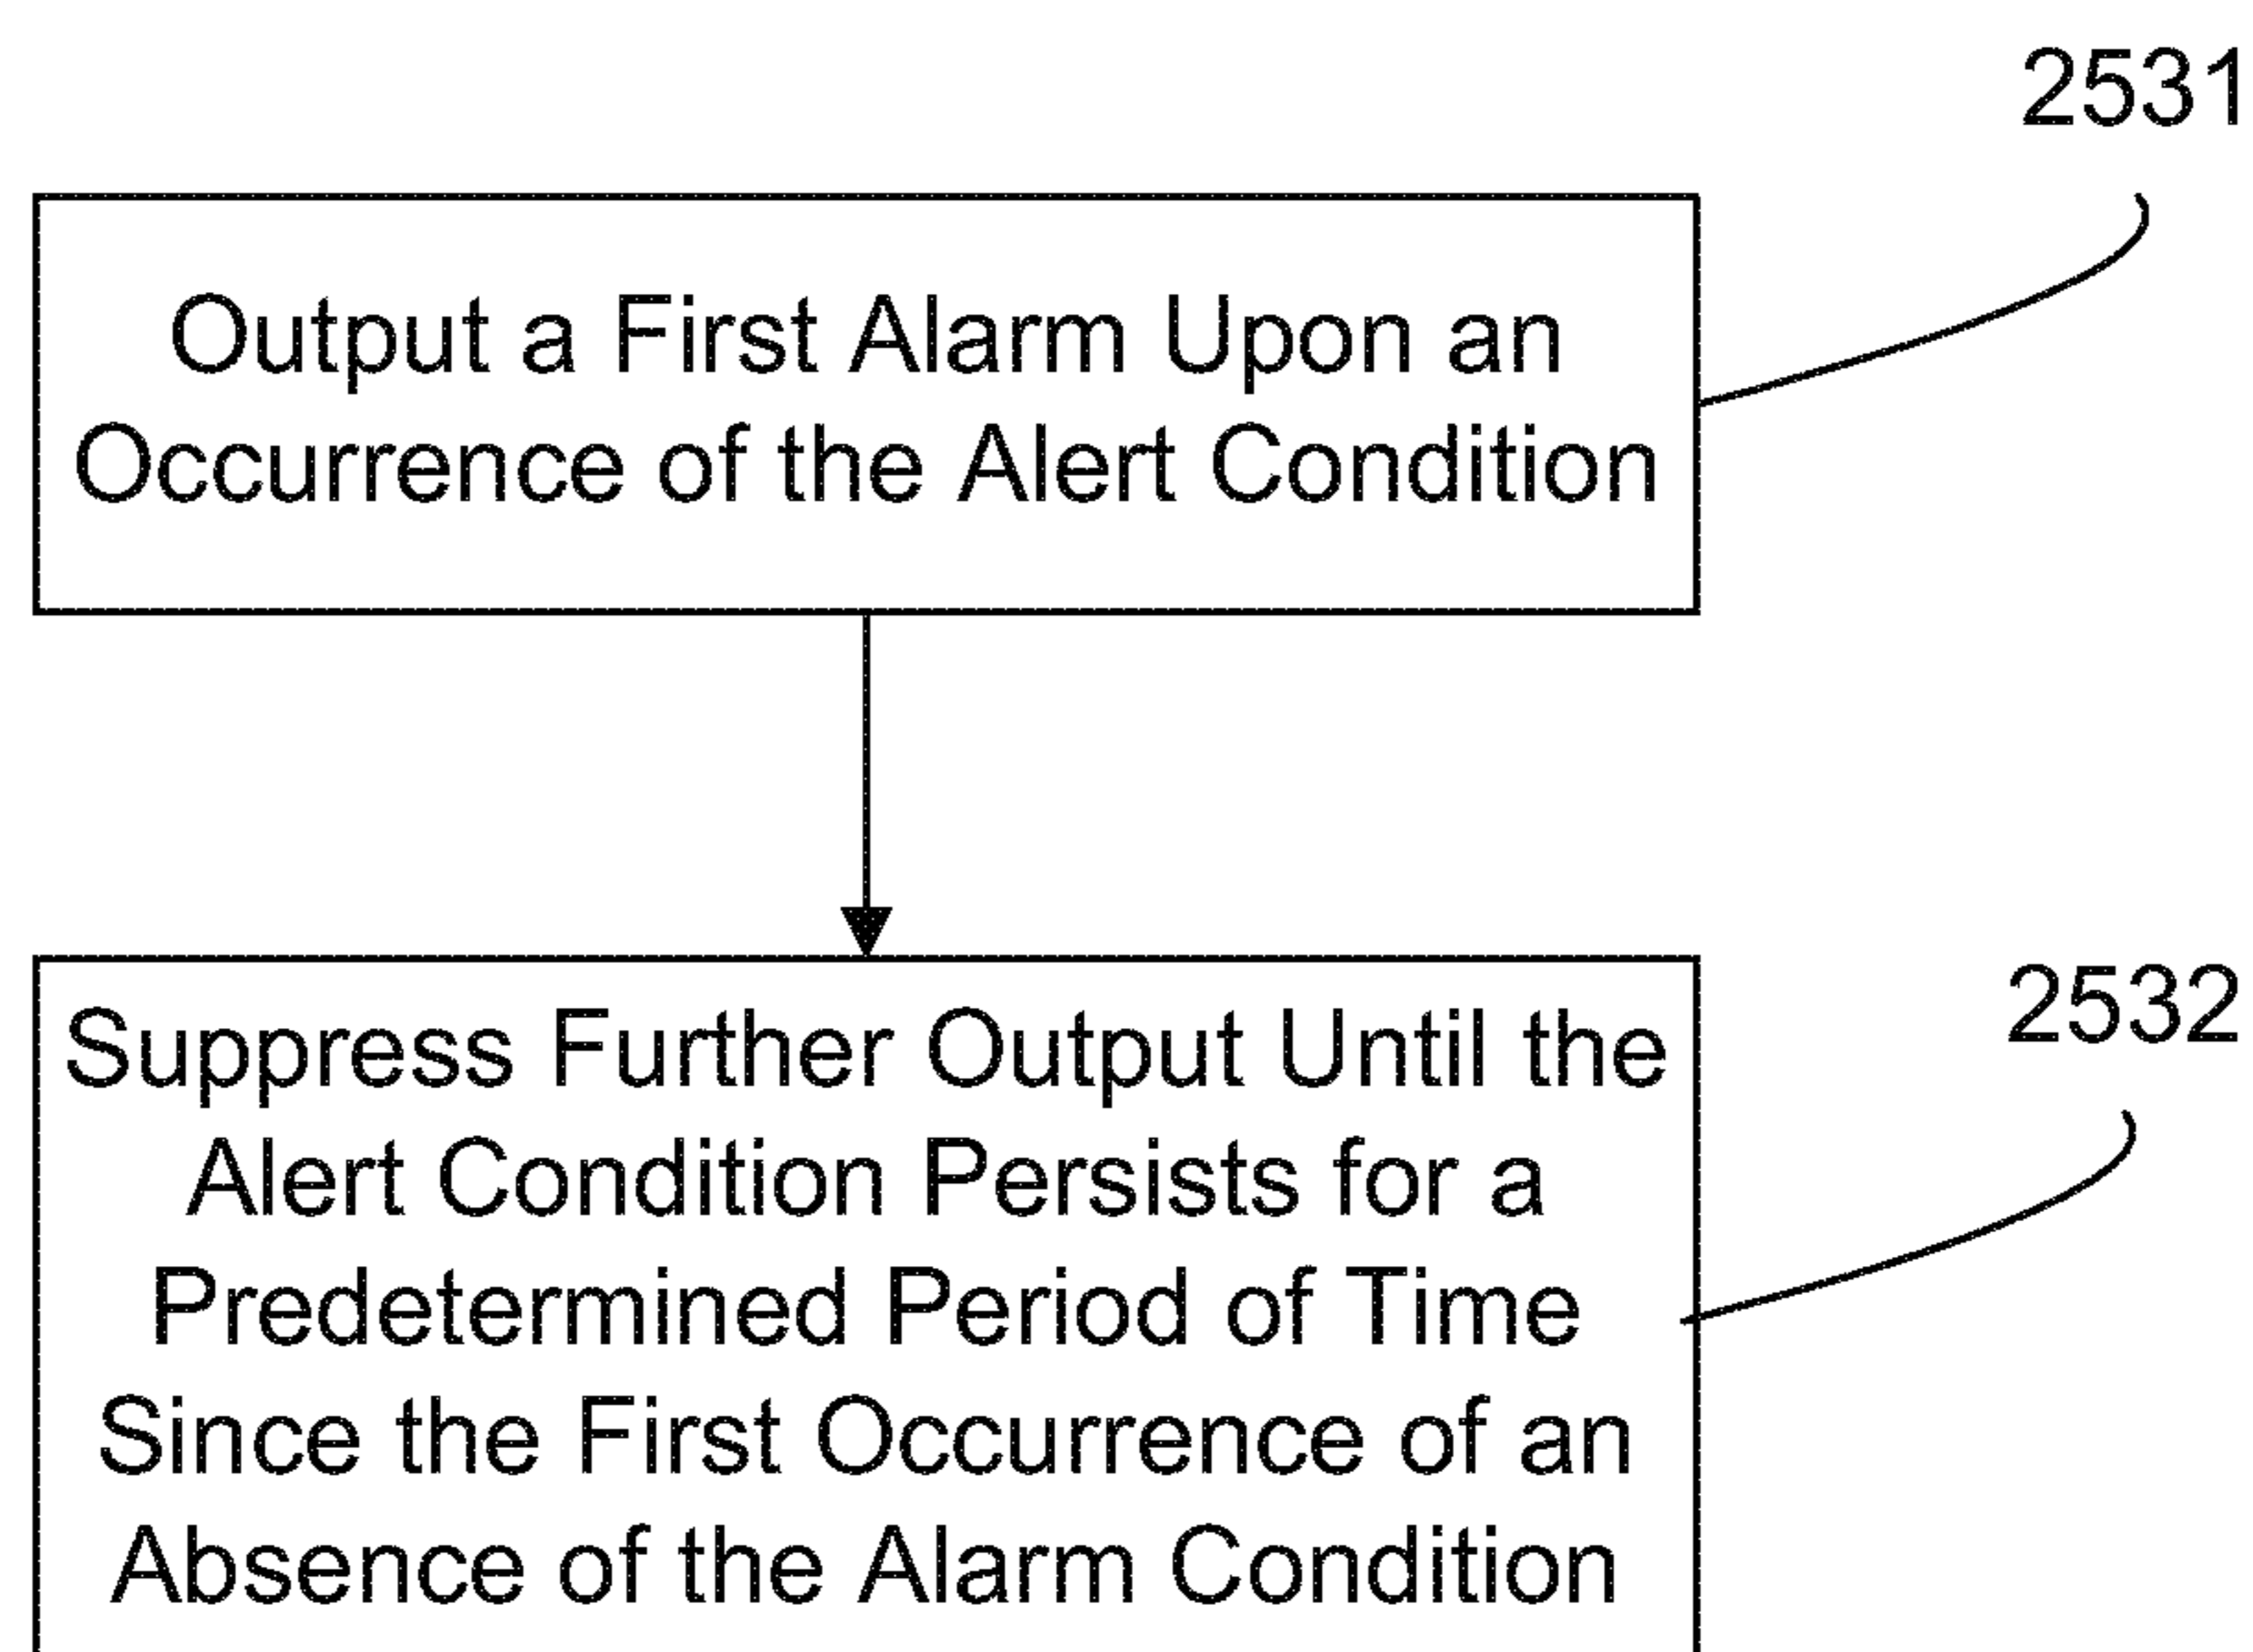 2531
Output a First Alarm Upon an
Occurrence of the Alert Condition
2532
Suppress Further Output Until the
Alert Condition Persists for a
Predetermined Period of Time
Since the First Occurrence of an
Absence of the Alarm Condition